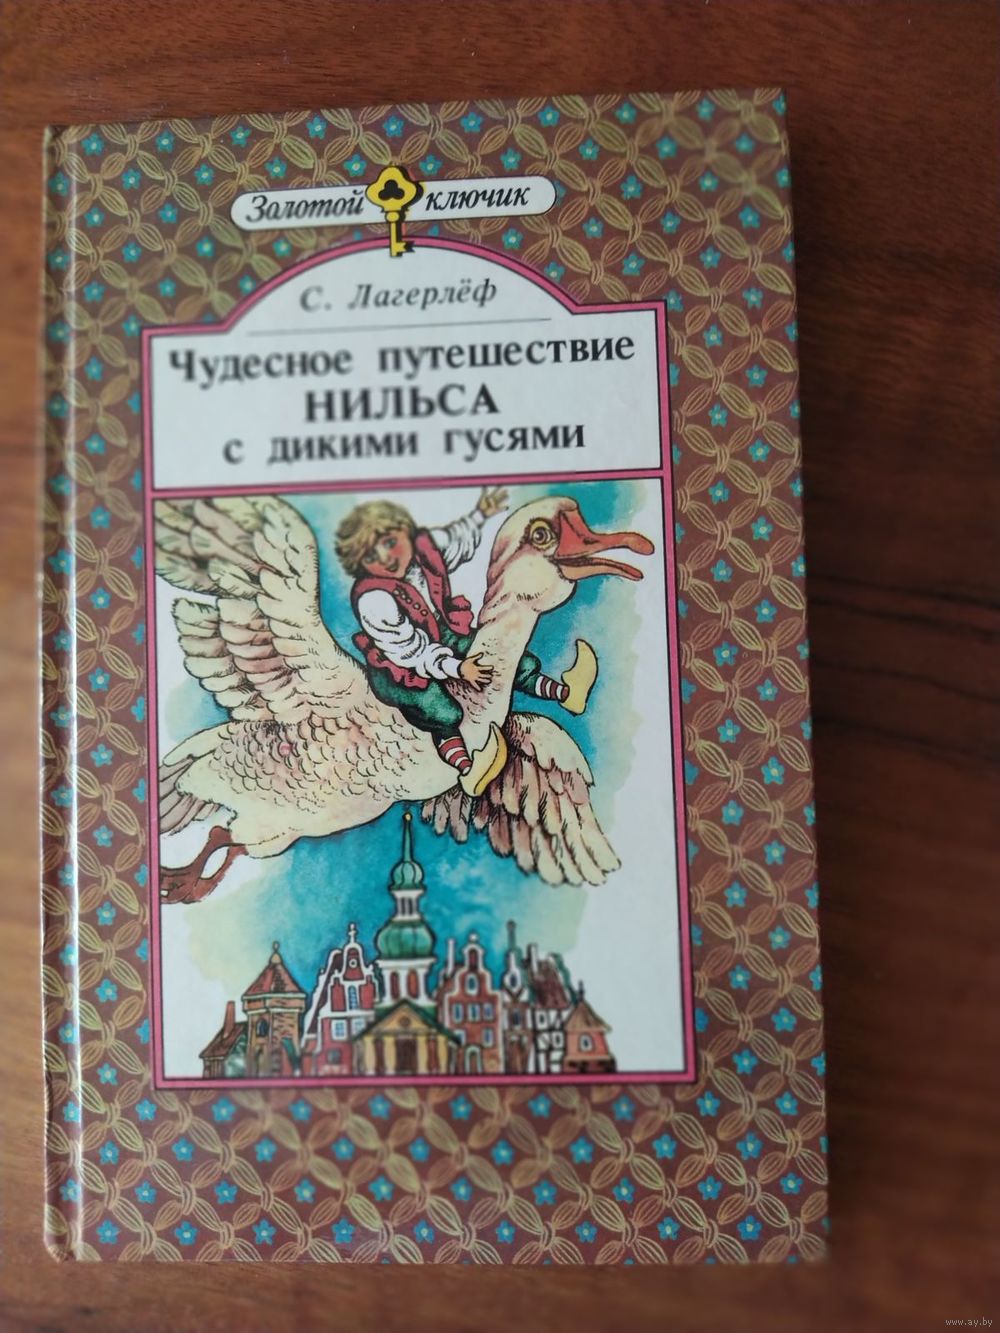 Золотой ключик
С. Лагерлёф
Чудесное путешествие
НИЛЬСА
с дикими гусями
www.ay.by